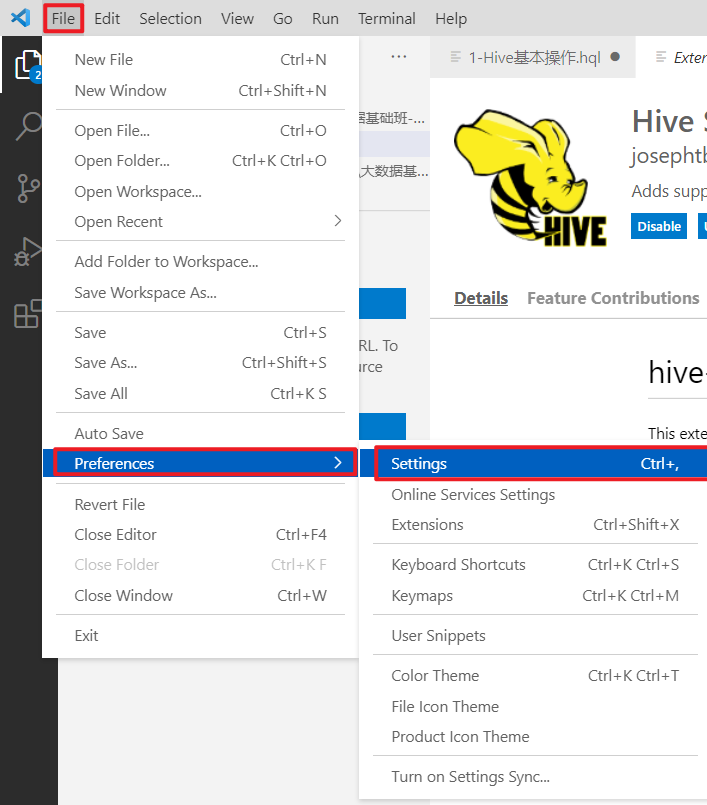 File Edit Selection View Go Run Terminal Help
New File Ctrl+N
New Window Ctrl+Shift+N
Open File... Ctrl+O
Open Folder... Ctrl+K Ctrl+O
Open Workspace...
Open Recent
Add Folder to Workspace...
Save Workspace As...
Save Ctrl+S
Save As... Ctrl+Shift+S
Save All Ctrl+K S
Auto Save
Preferences
Revert File
Close Editor Ctrl+F4
Close Folder Ctrl+K F
Close Window Ctrl+W
Exit
Settings Ctrl+,
Online Services Settings
Extensions Ctrl+Shift+X
Keyboard Shortcuts Ctrl+K Ctrl+S
Keymaps Ctrl+K Ctrl+M
User Snippets
Color Theme Ctrl+K Ctrl+T
File Icon Theme
Product Icon Theme
Turn on Settings Sync...
2
...
据基础班-...
大数据基...
RL. To
urce
1-Hive基本操作.hql
Exten
HIVE
Hive S
josephtb
Adds supp
Disable
Details Feature Contributions
hive-
This exte